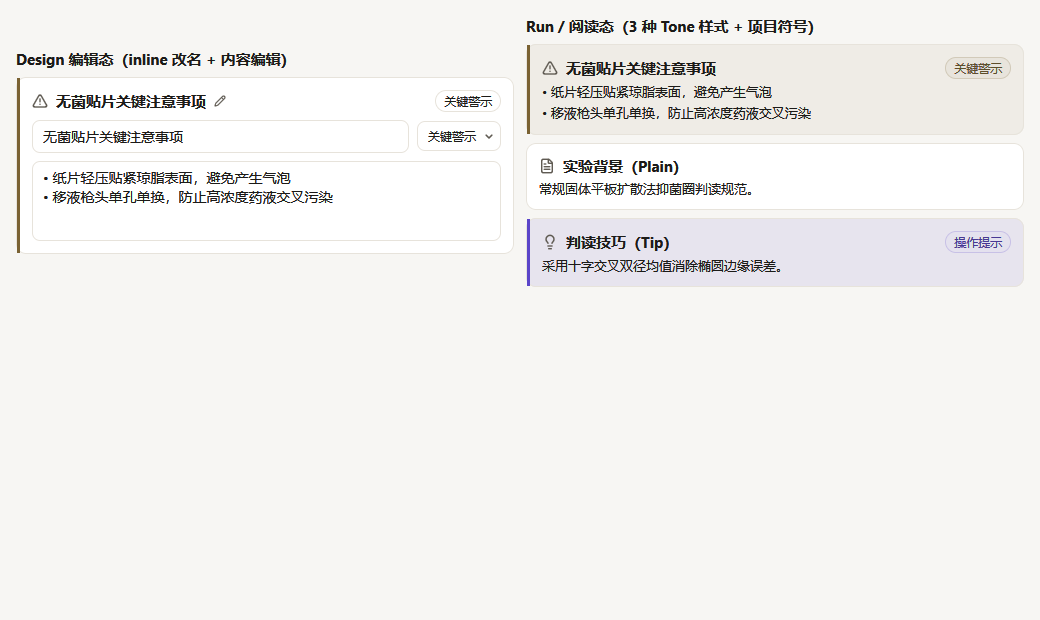 Design 编辑态（inline 改名 + 内容编辑）
无菌贴片关键注意事项
关键警示
无菌贴片关键注意事项
关键警示
• 纸片轻压贴紧琼脂表面，避免产生气泡
• 移液枪头单孔单换，防止高浓度药液交叉污染
Run / 阅读态（3 种 Tone 样式 + 项目符号）
无菌贴片关键注意事项
关键警示
• 纸片轻压贴紧琼脂表面，避免产生气泡
• 移液枪头单孔单换，防止高浓度药液交叉污染
实验背景（Plain）
常规固体平板扩散法抑菌圈判读规范。
判读技巧（Tip）
操作提示
采用十字交叉双径均值消除椭圆边缘误差。